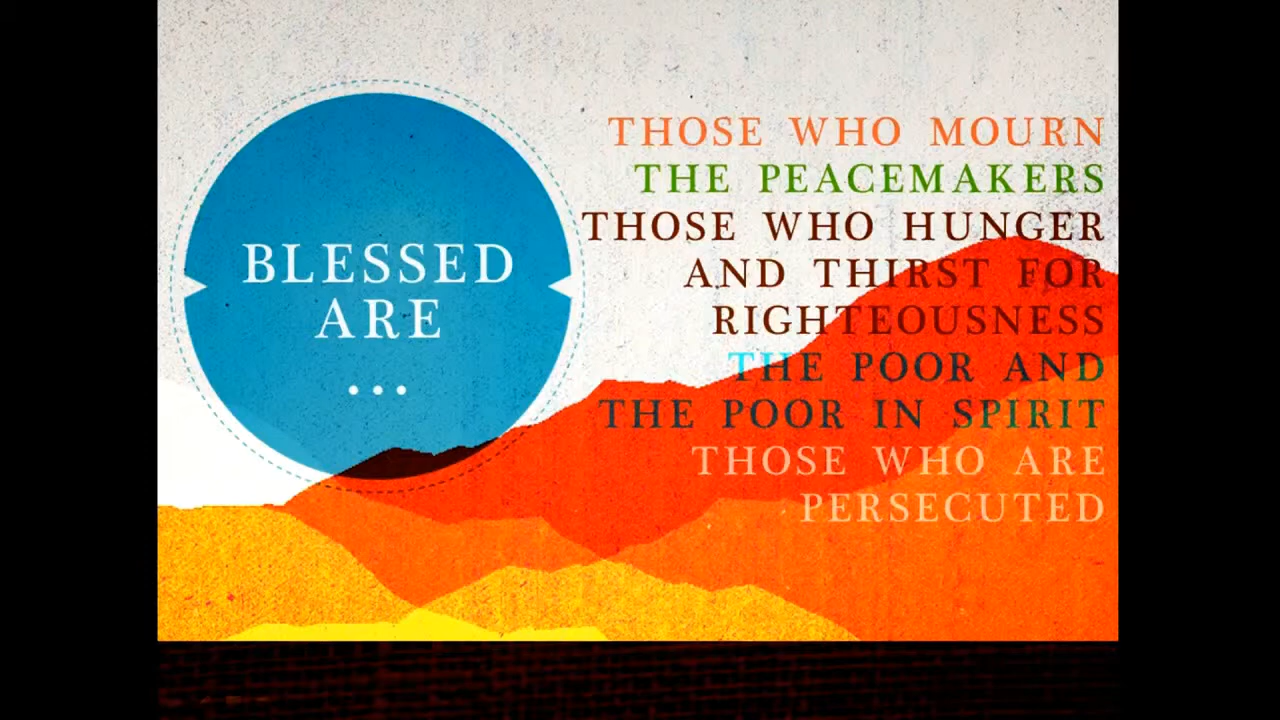 BLESSED
ARE
...
THOSE WHO MOURN
THE PEACEMAKERS
THOSE WHO HUNGER
AND THIRST FOR
RIGHTEOUSNESS
THE POOR AND
THE POOR IN SPIRIT
THOSE WHO ARE
PERSECUTED